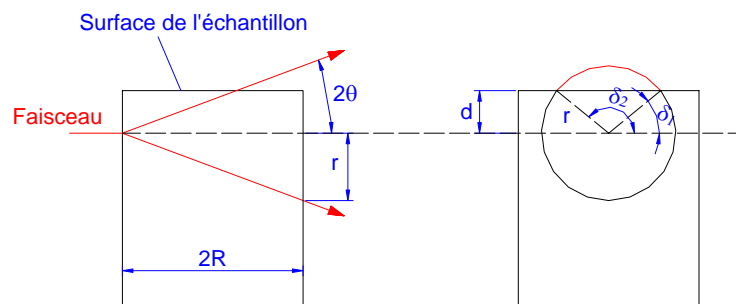 Surface de l'échantillon
Faisceau
2θ
r
2R
d
r
δ2
δ1